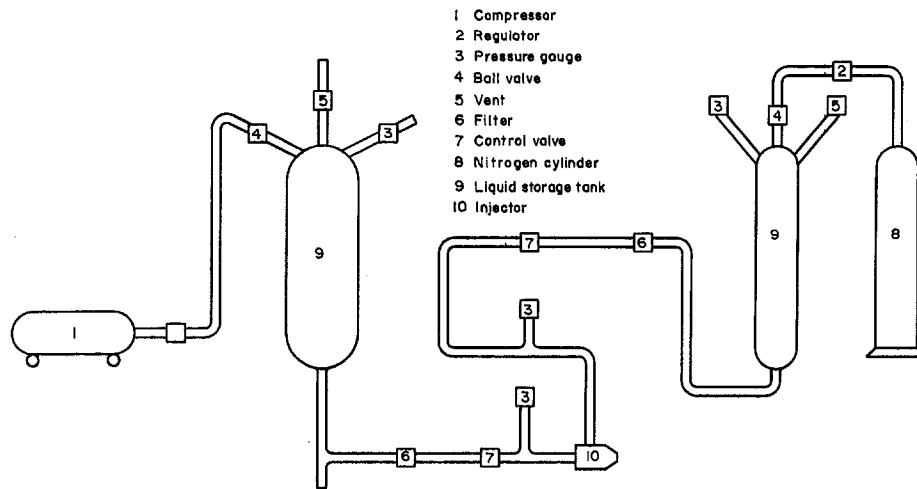 1 Compressor
2 Regulator
3 Pressure gauge
4 Ball valve
5 Vent
6 Filter
7 Control valve
8 Nitrogen cylinder
9 Liquid storage tank
10 Injector
2
3
4
5
5
4
3
9
9
8
7
6
1
3
3
6
7
10